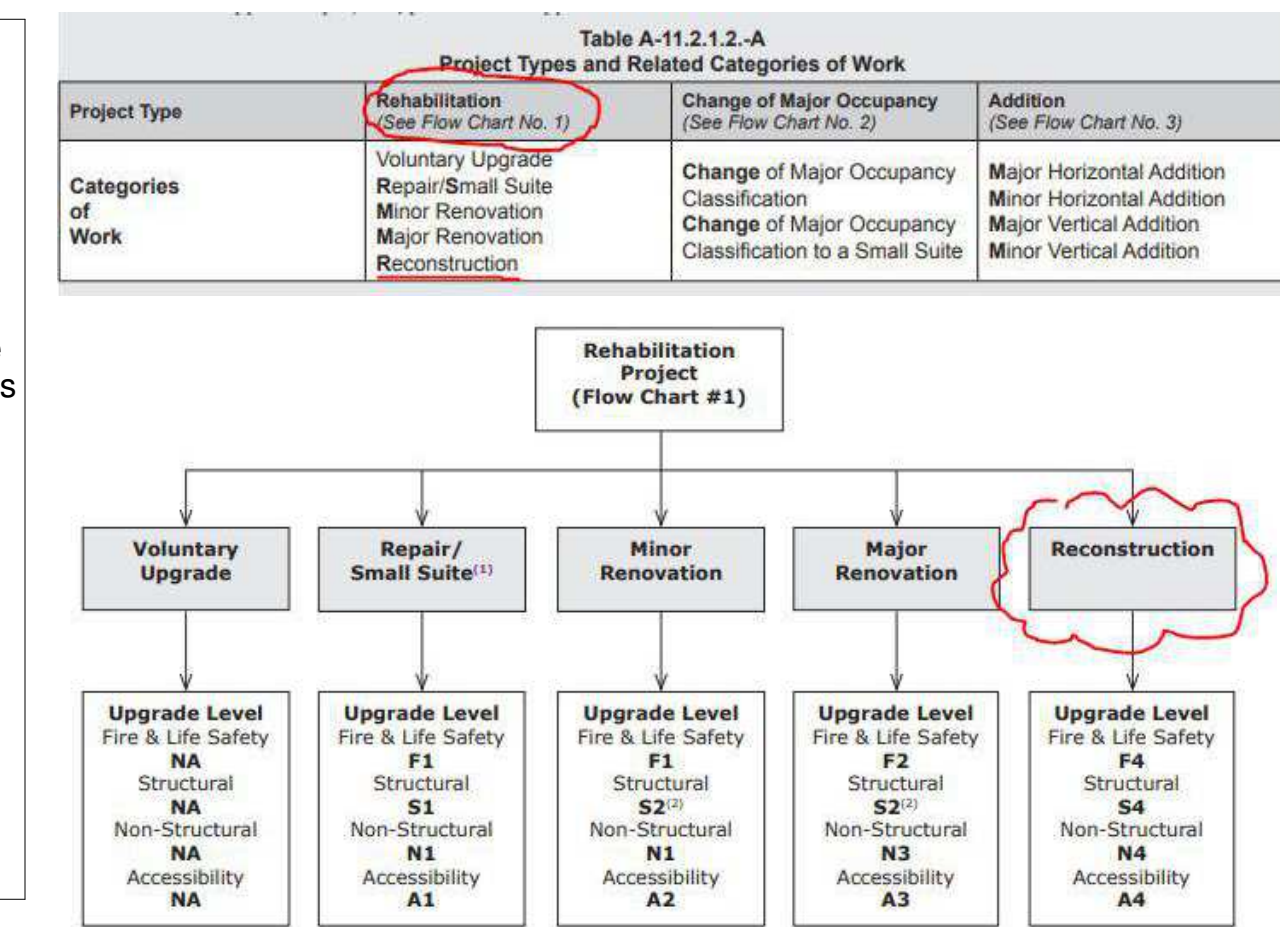 Table A-11.2.1.2.-A
Project Types and Related Categories of Work
Project Type
Rehabilitation
(See Flow Chart No. 1)
Change of Major Occupancy
(See Flow Chart No. 2)
Addition
(See Flow Chart No. 3)
Categories
of
Work
Voluntary Upgrade
Repair/Small Suite
Minor Renovation
Major Renovation
Reconstruction
Change of Major Occupancy
Classification
Change of Major Occupancy
Classification to a Small Suite
Major Horizontal Addition
Minor Horizontal Addition
Major Vertical Addition
Minor Vertical Addition
s
Rehabilitation
Project
(Flow Chart #1)
Voluntary
Upgrade
Repair/
Small Suite(1)
Minor
Renovation
Major
Renovation
Reconstruction
Upgrade Level
Fire & Life Safety
NA
Structural
NA
Non-Structural
NA
Accessibility
NA
Upgrade Level
Fire & Life Safety
F1
Structural
S1
Non-Structural
N1
Accessibility
A1
Upgrade Level
Fire & Life Safety
F1
Structural
S2(2)
Non-Structural
N1
Accessibility
A2
Upgrade Level
Fire & Life Safety
F2
Structural
S2(2)
Non-Structural
N3
Accessibility
A3
Upgrade Level
Fire & Life Safety
F4
Structural
S4
Non-Structural
N4
Accessibility
A4